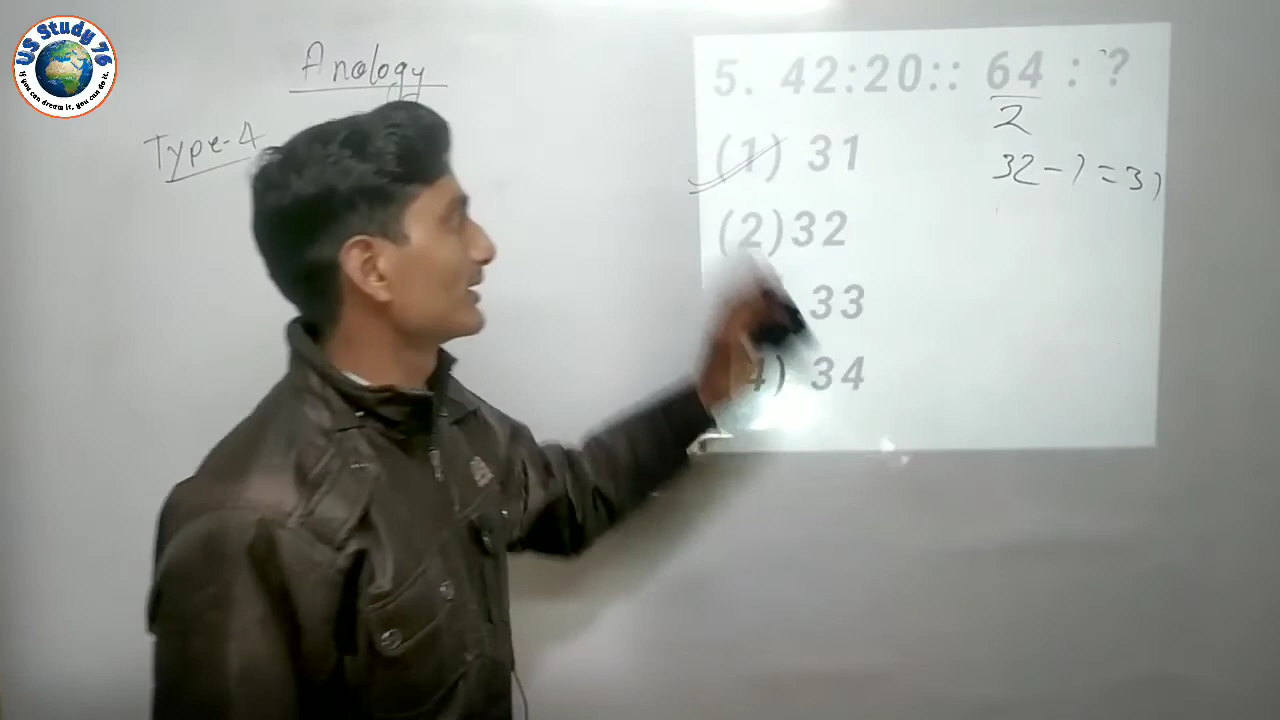 US Study 76
If you can dream it, you can do it.
Anology
Type-4
5. 42:20:: 64 : ?
2
(1) 31
32-1=31
(2) 32
33
4) 34